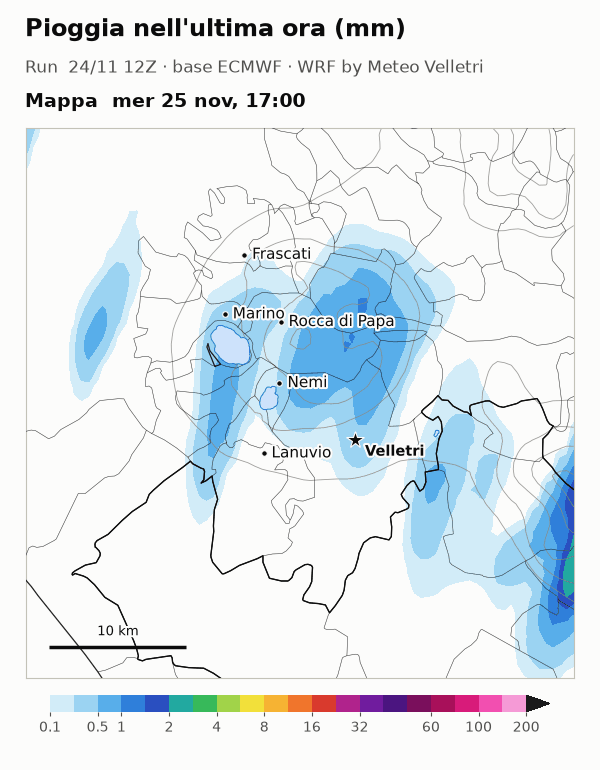 Pioggia nell'ultima ora (mm)
Run  24/11 12Z · base ECMWF · WRF by Meteo Velletri
Mappa  mer 25 nov, 17:00
Frascati
Marino
Rocca di Papa
Nemi
Velletri
Lanuvio
10 km
0.1 0.5 1 2 4 8 16 32 60 100 200